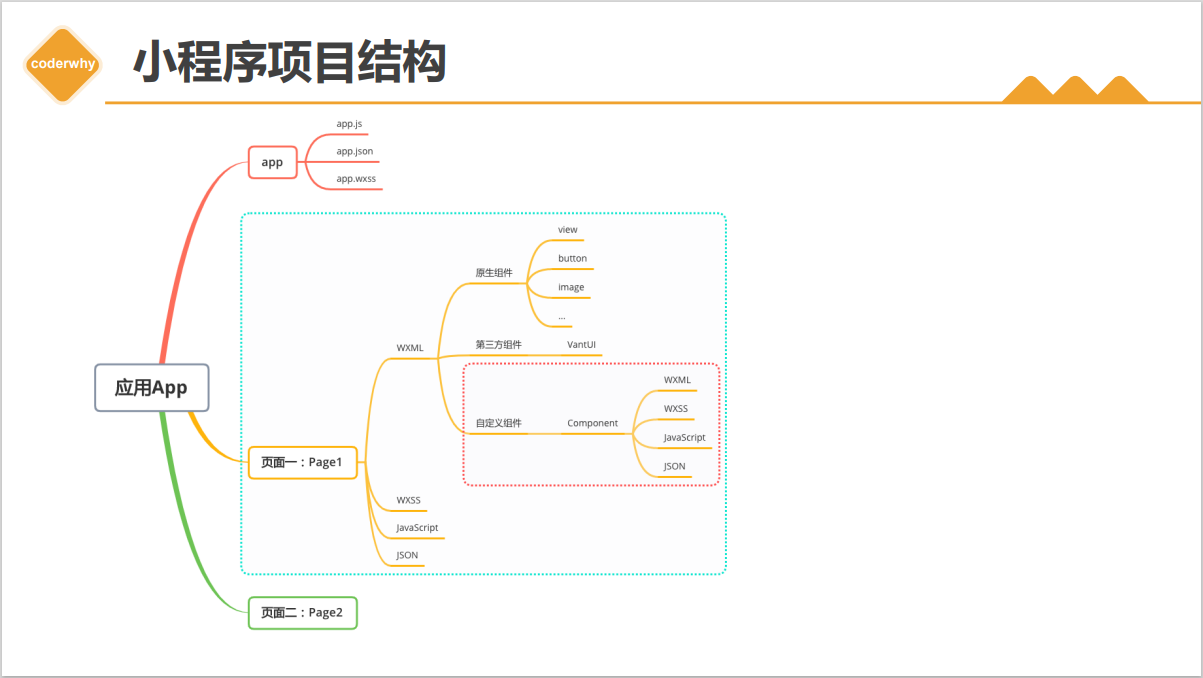 coderwhy
小程序项目结构
app.js
app
app.json
app.wxss
view
button
原生组件
image
...
WXML
第三方组件
VantUI
WXML
应用App
WXSS
自定义组件
Component
JavaScript
页面一：Page1
JSON
WXSS
JavaScript
JSON
页面二：Page2